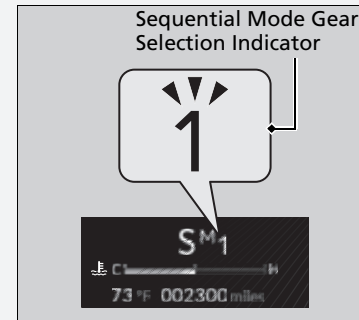 Sequential Mode Gear
Selection Indicator
1
SM1
C H
73 °F 002300 miles